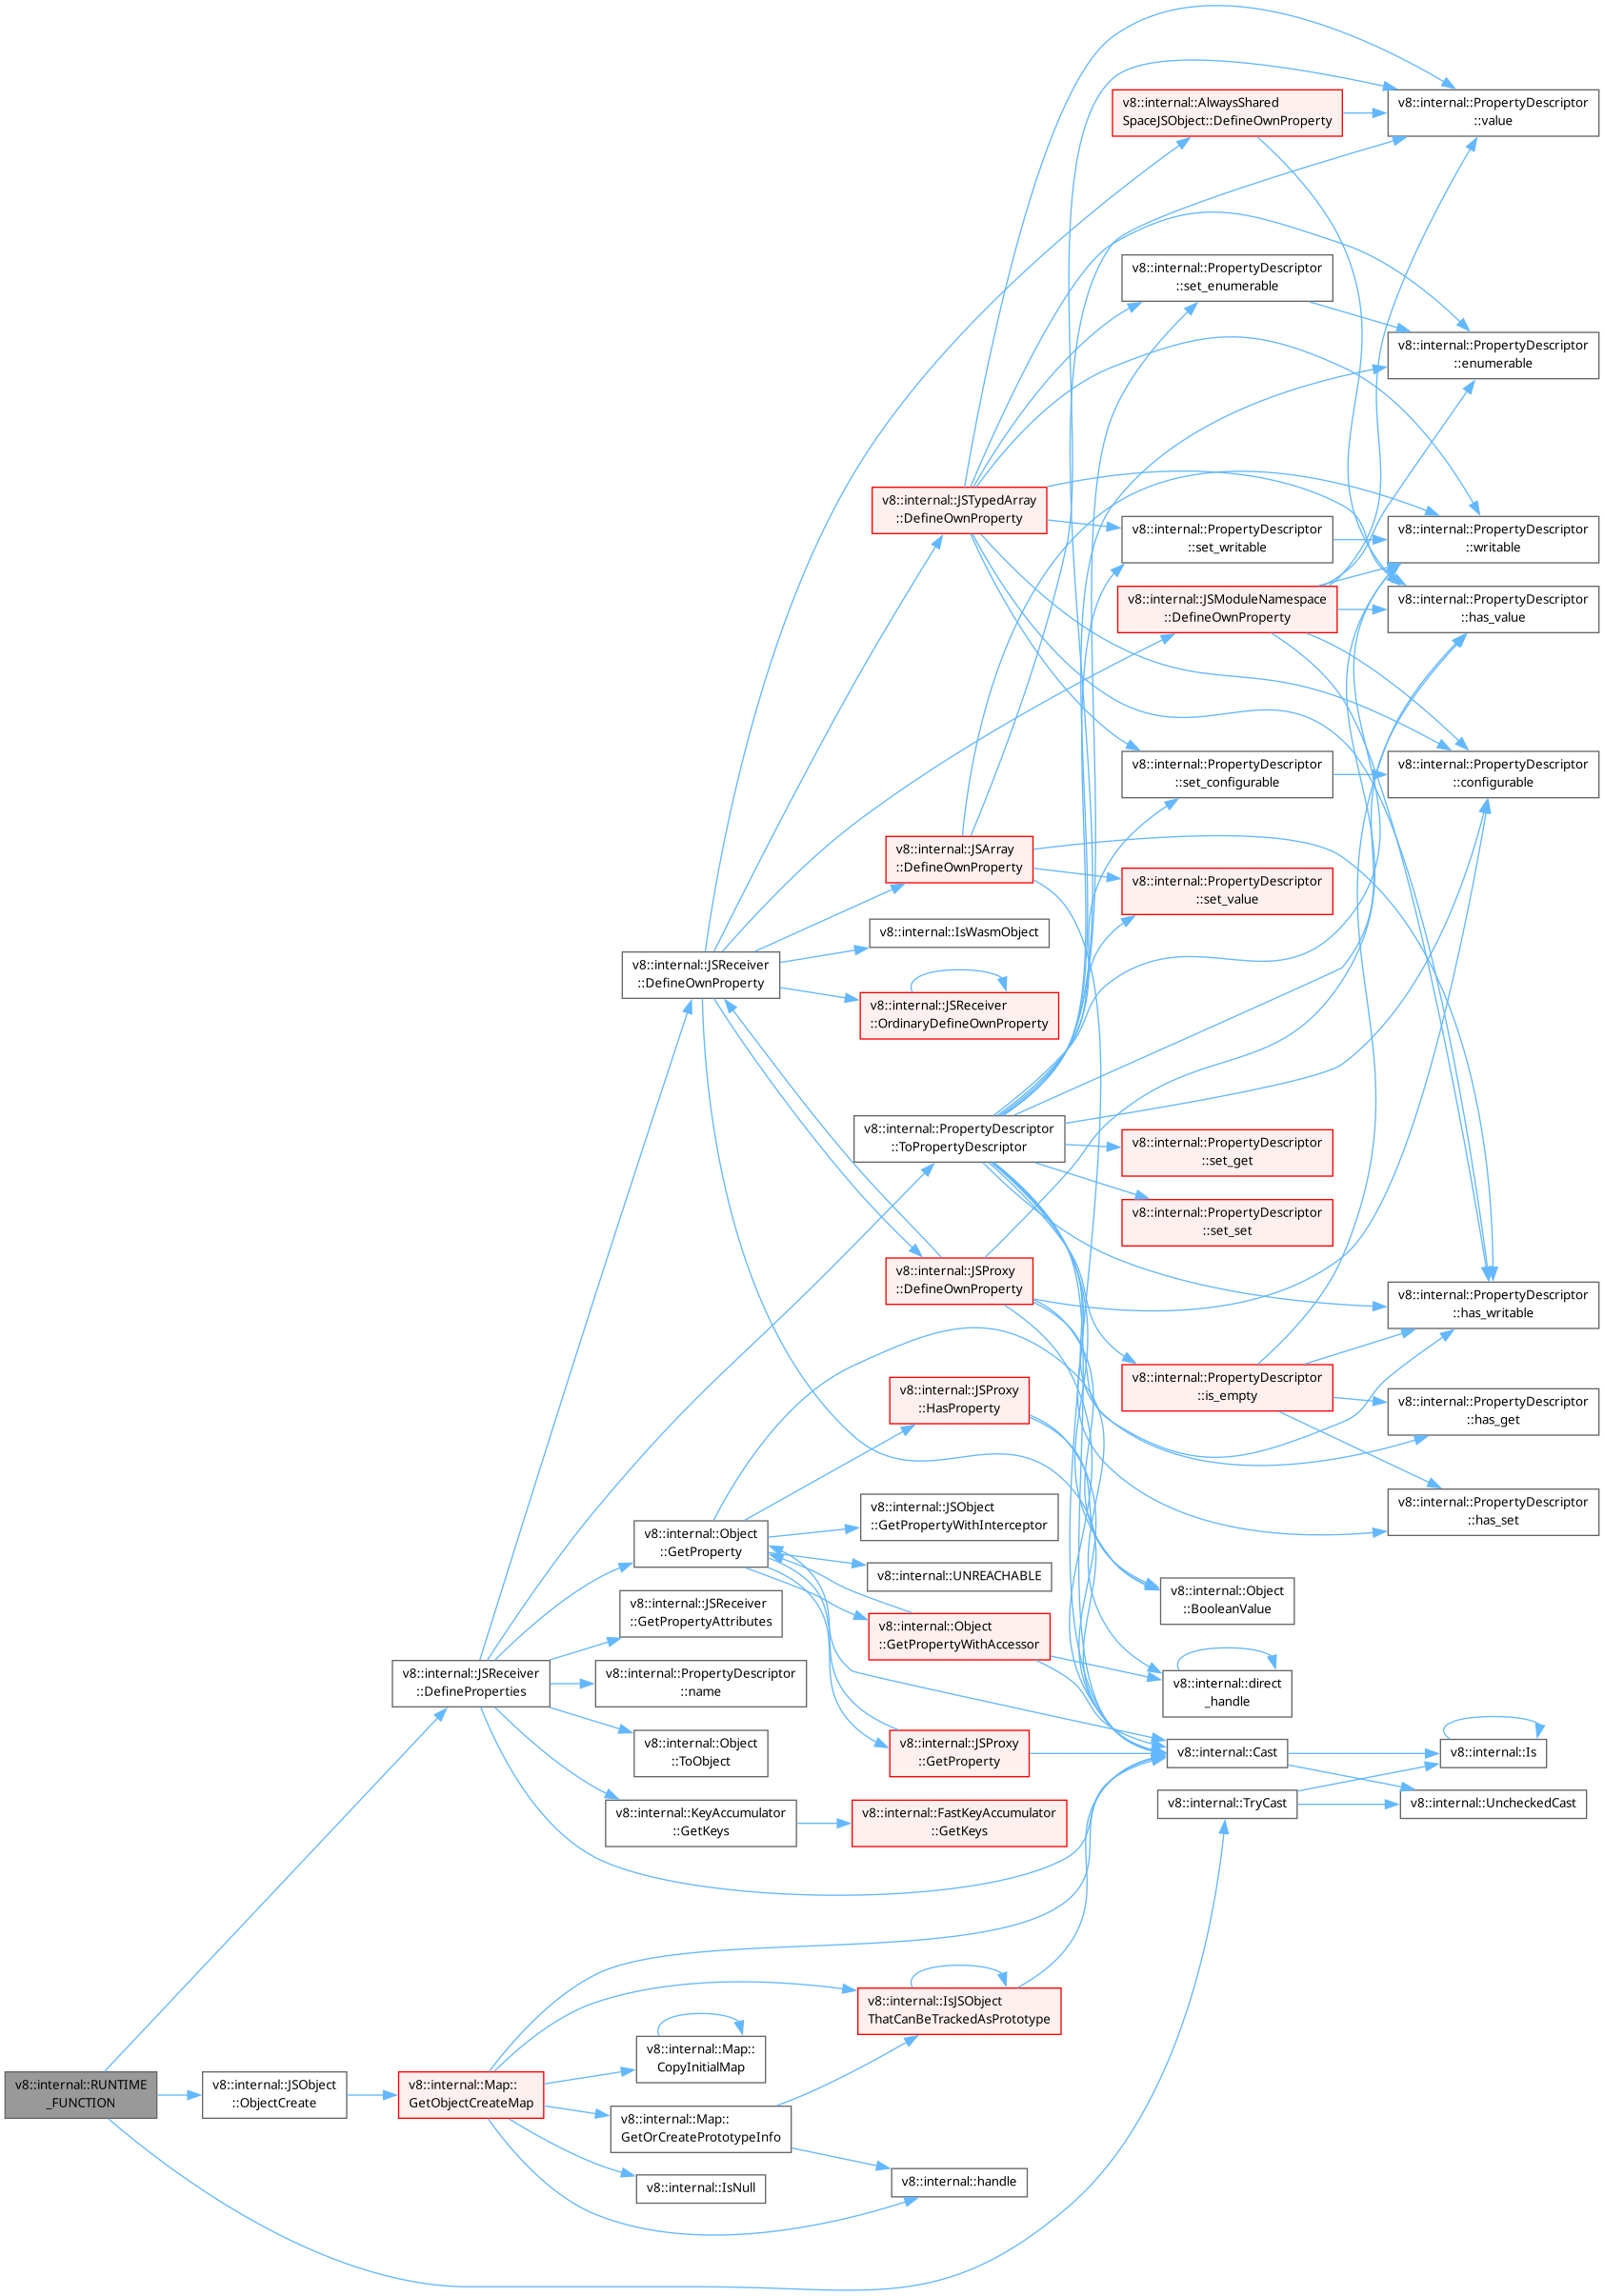 v8::internal::AlwaysShared
SpaceJSObject::DefineOwnProperty
v8::internal::PropertyDescriptor
::value
v8::internal::PropertyDescriptor
::set_enumerable
v8::internal::PropertyDescriptor
::enumerable
v8::internal::JSTypedArray
::DefineOwnProperty
v8::internal::PropertyDescriptor
::set_writable
v8::internal::PropertyDescriptor
::writable
v8::internal::JSModuleNamespace
::DefineOwnProperty
v8::internal::PropertyDescriptor
::has_value
v8::internal::PropertyDescriptor
::set_configurable
v8::internal::PropertyDescriptor
::configurable
v8::internal::JSArray
::DefineOwnProperty
v8::internal::PropertyDescriptor
::set_value
v8::internal::IsWasmObject
v8::internal::JSReceiver
::DefineOwnProperty
v8::internal::JSReceiver
::OrdinaryDefineOwnProperty
v8::internal::PropertyDescriptor
::ToPropertyDescriptor
v8::internal::PropertyDescriptor
::set_get
v8::internal::PropertyDescriptor
::set_set
v8::internal::JSProxy
::DefineOwnProperty
v8::internal::PropertyDescriptor
::has_writable
v8::internal::PropertyDescriptor
::is_empty
v8::internal::JSProxy
::HasProperty
v8::internal::PropertyDescriptor
::has_get
v8::internal::JSObject
::GetPropertyWithInterceptor
v8::internal::PropertyDescriptor
::has_set
v8::internal::Object
::GetProperty
v8::internal::UNREACHABLE
v8::internal::Object
::BooleanValue
v8::internal::JSReceiver
::GetPropertyAttributes
v8::internal::Object
::GetPropertyWithAccessor
v8::internal::JSReceiver
::DefineProperties
v8::internal::PropertyDescriptor
::name
v8::internal::direct
_handle
v8::internal::Object
::ToObject
v8::internal::JSProxy
::GetProperty
v8::internal::Cast
v8::internal::Is
v8::internal::KeyAccumulator
::GetKeys
v8::internal::FastKeyAccumulator
::GetKeys
v8::internal::TryCast
v8::internal::UncheckedCast
v8::internal::IsJSObject
ThatCanBeTrackedAsPrototype
v8::internal::Map::
CopyInitialMap
v8::internal::RUNTIME
_FUNCTION
v8::internal::JSObject
::ObjectCreate
v8::internal::Map::
GetObjectCreateMap
v8::internal::Map::
GetOrCreatePrototypeInfo
v8::internal::IsNull
v8::internal::handle